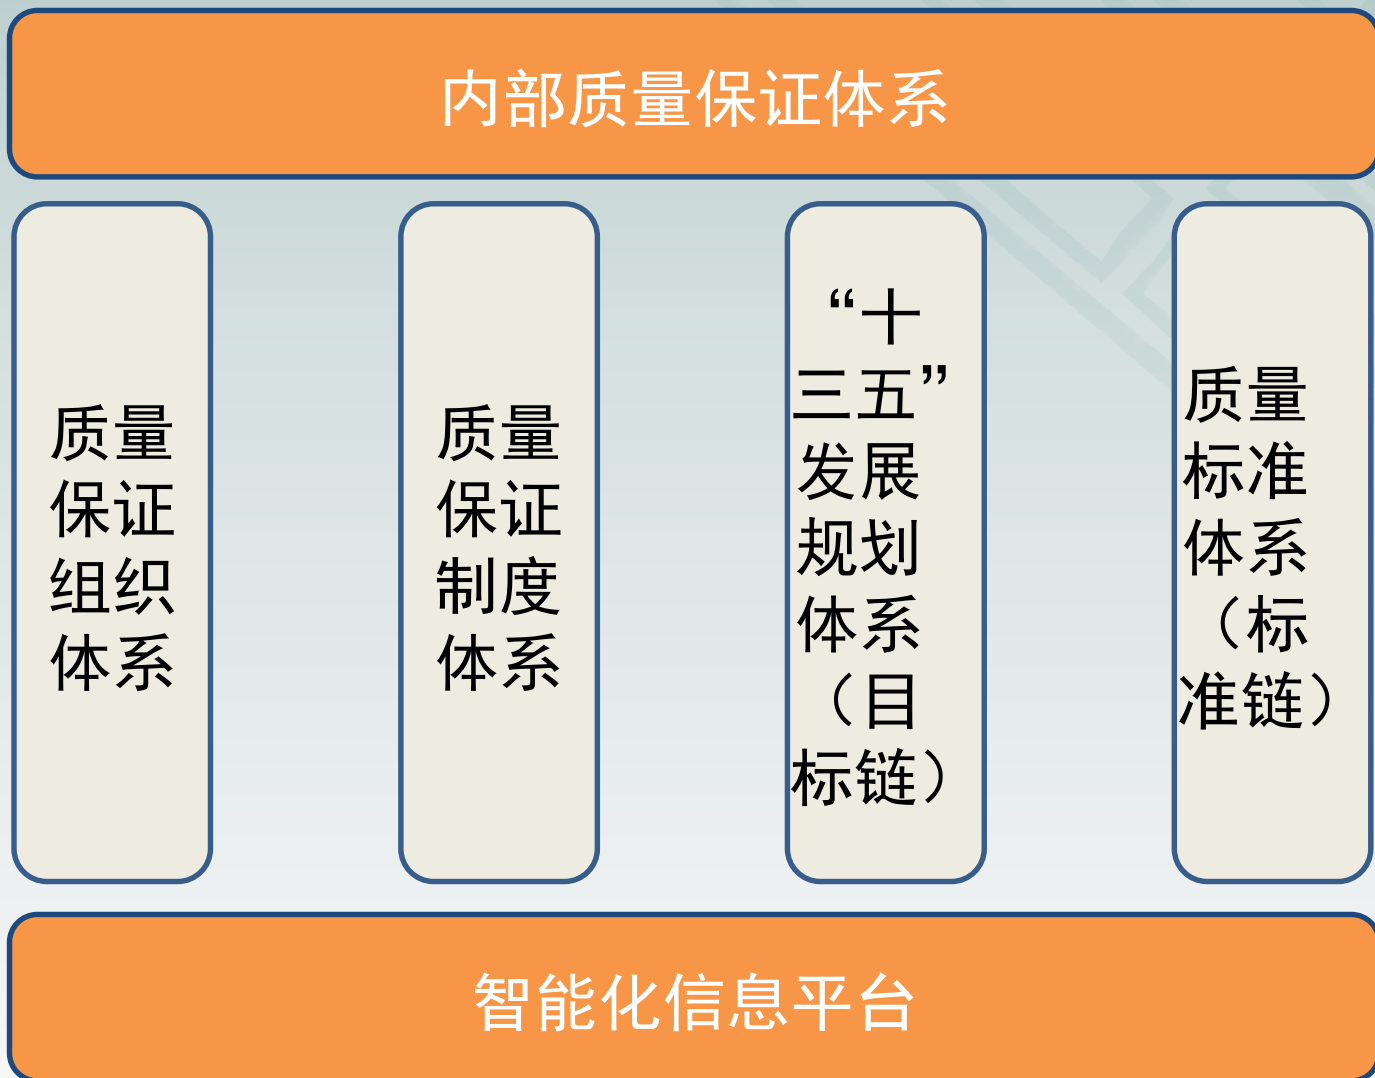 内部质量保证体系
质量
保证
组织
体系
质量
保证
制度
体系
“十
三五”
发展
规划
体系
（目
标链）
质量
标准
体系
（标
准链）
智能化信息平台